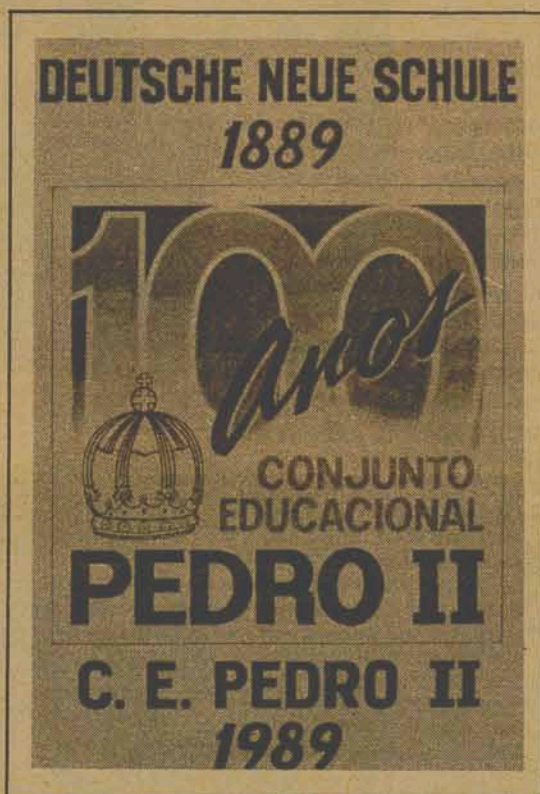 DEUTSCHE NEUE SCHULE
1889
100
anos
CONJUNTO
EDUCACIONAL
PEDRO II
C. E. PEDRO II
1989